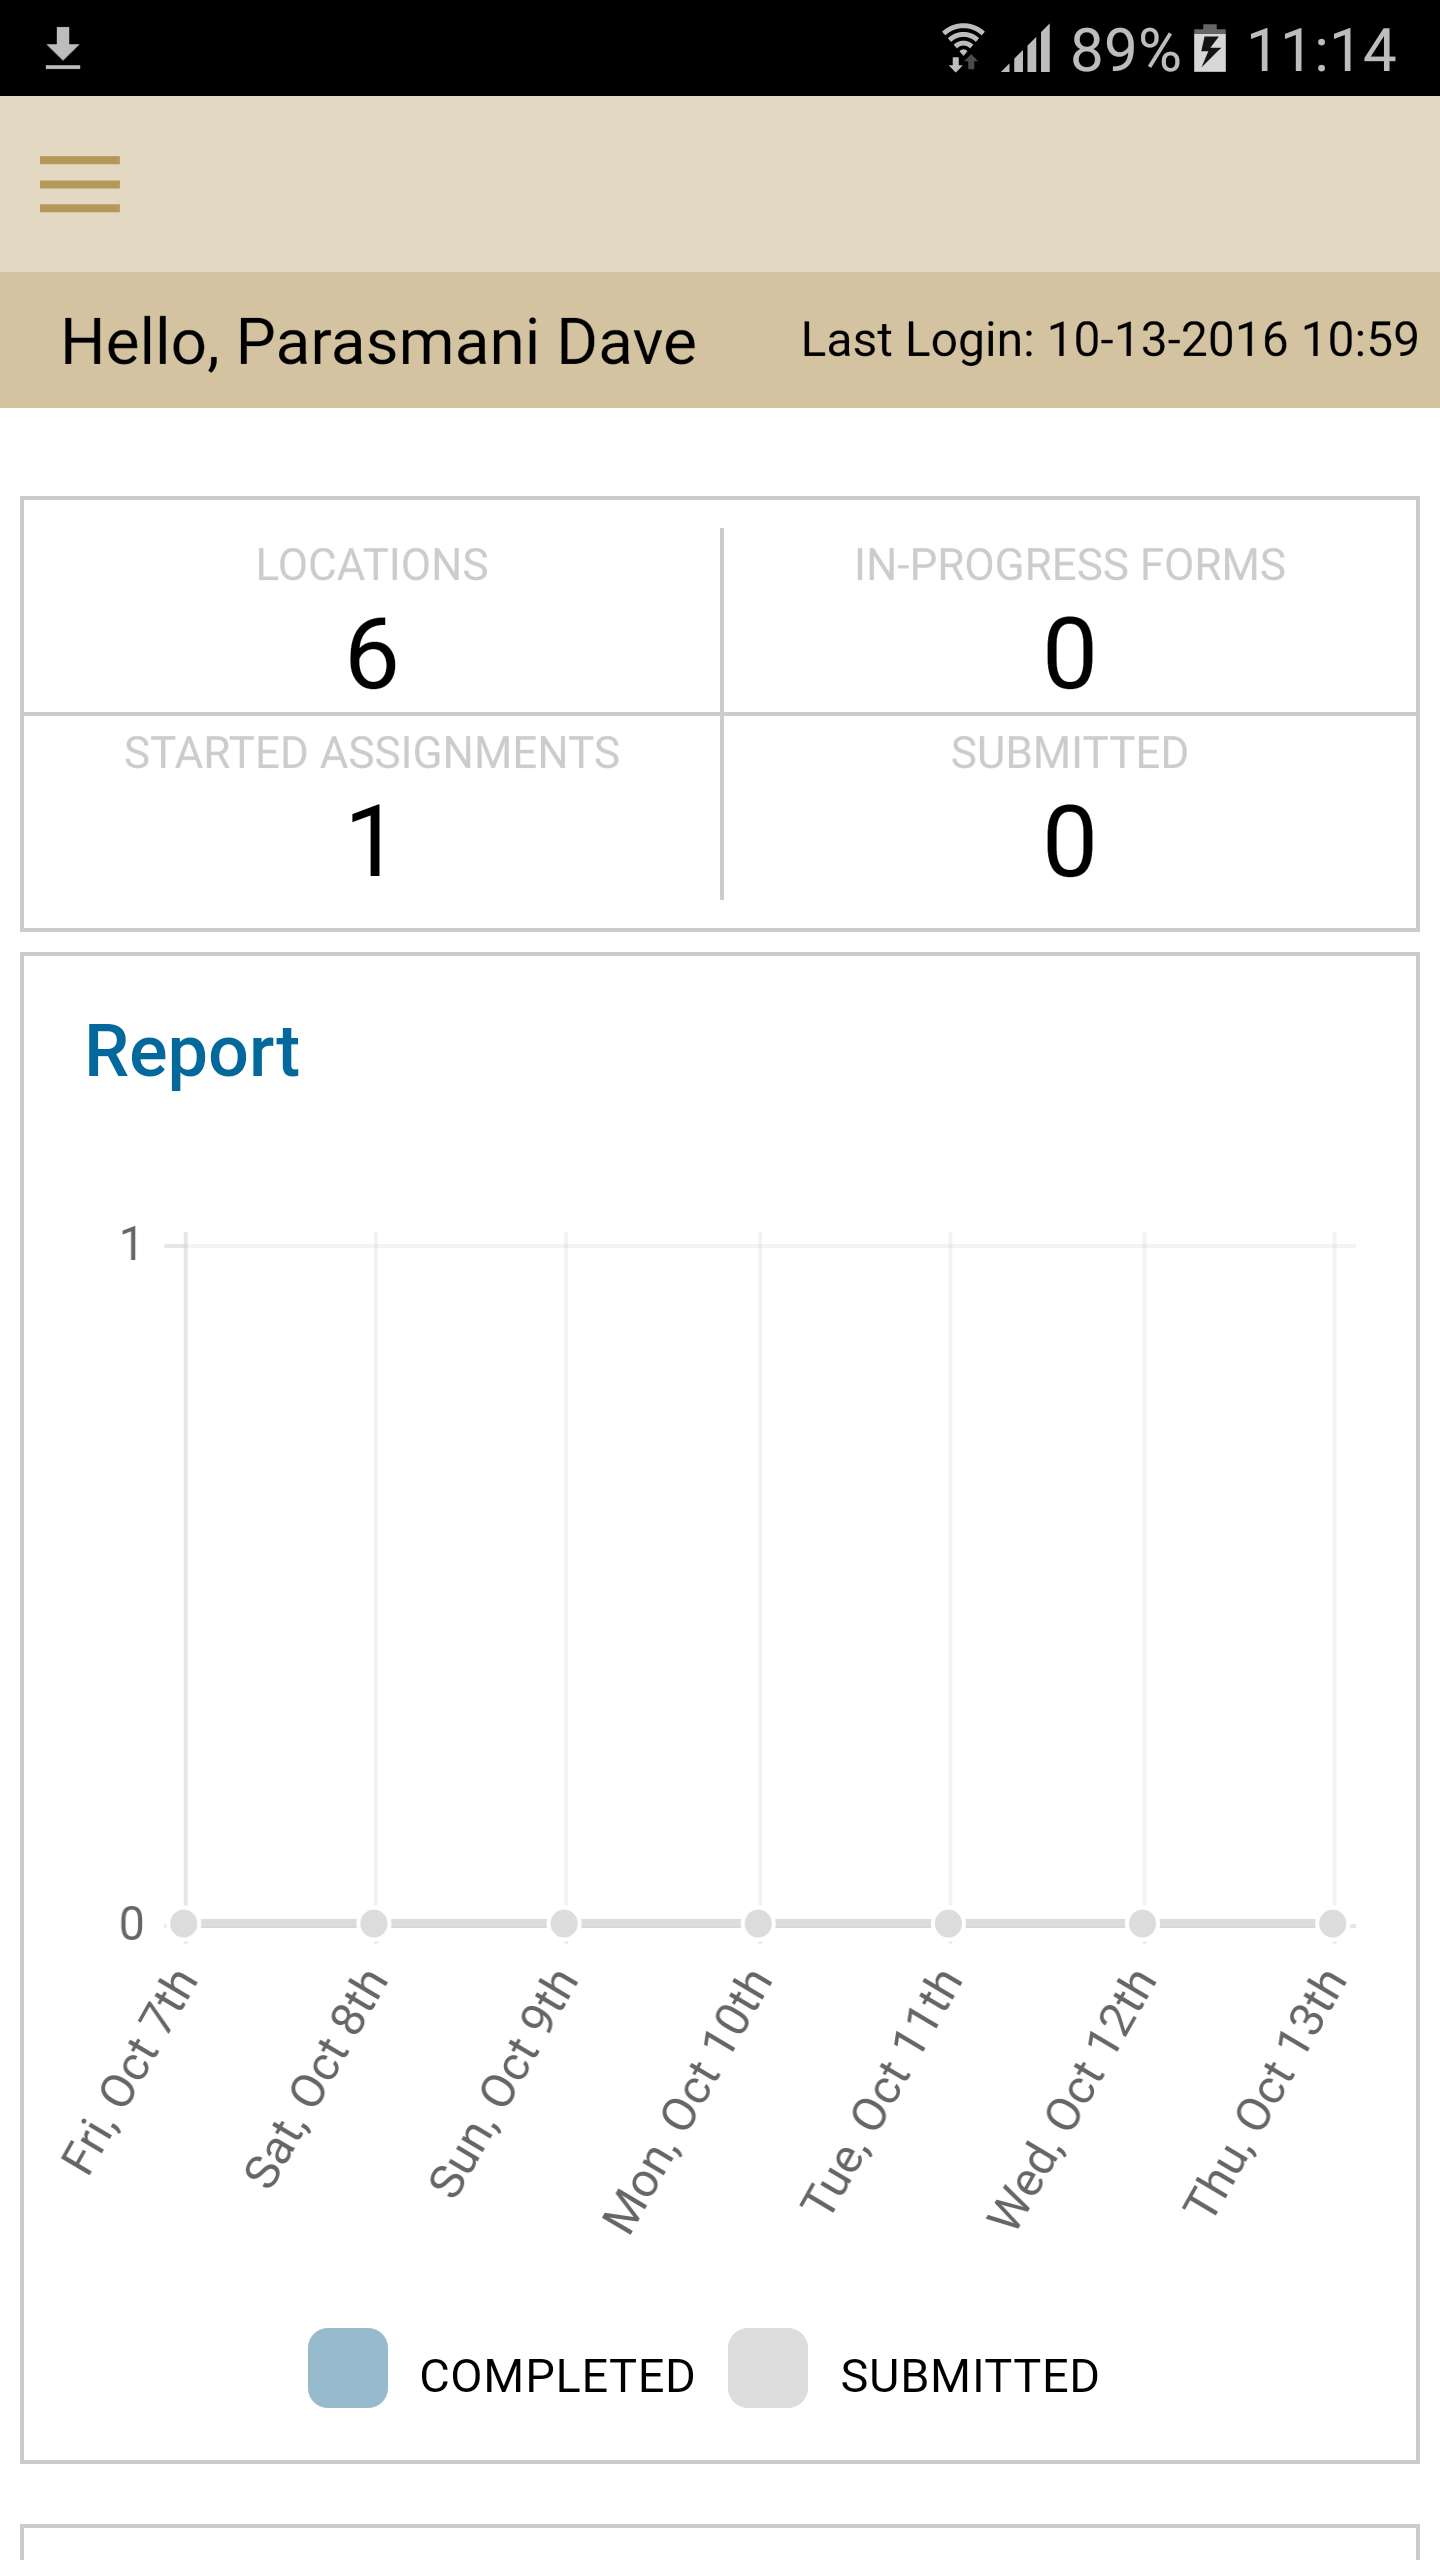 89% 11:14
Hello, Parasmani Dave Last Login: 10-13-2016 10:59
LOCATIONS
6
IN-PROGRESS FORMS
0
STARTED ASSIGNMENTS
1
SUBMITTED
0
Report
1
0
Fri, Oct 7th
Sat, Oct 8th
Sun, Oct 9th
Mon, Oct 10th
Tue, Oct 11th
Wed, Oct 12th
Thu, Oct 13th
COMPLETED SUBMITTED